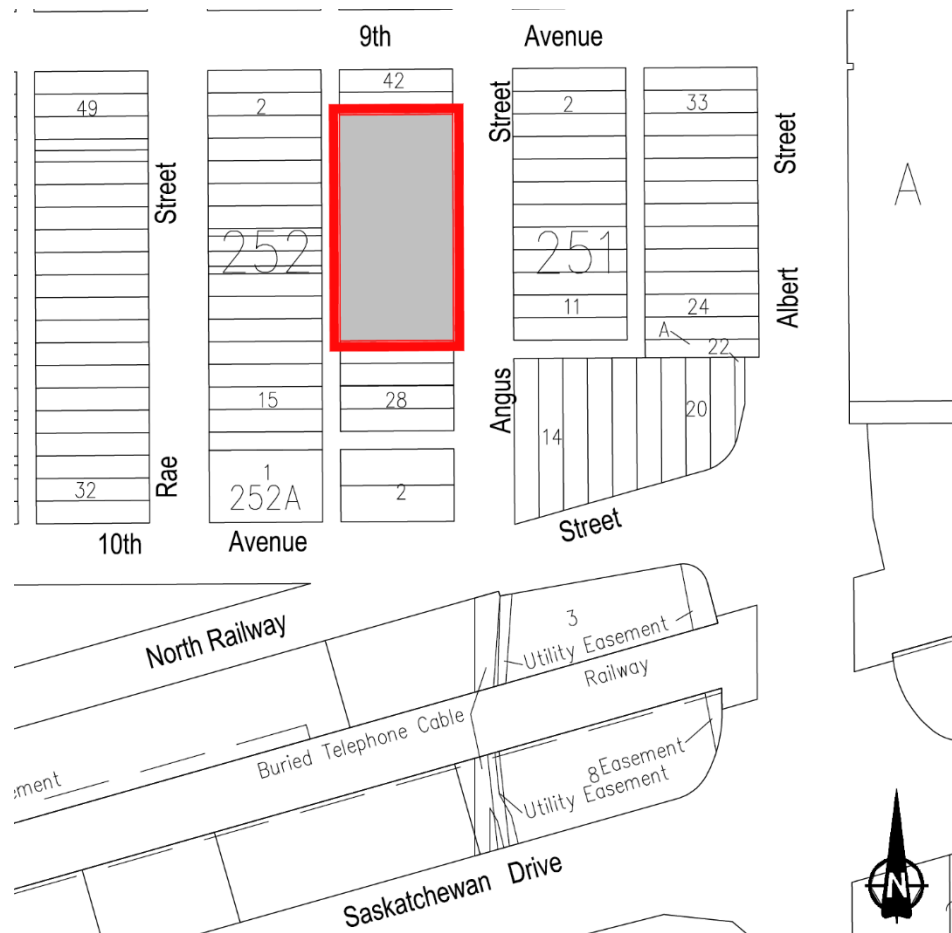 9th Avenue
42
49
2
2
33
Street
Street
Street
A
252
251
11
24
Albert
A
22
15
28
Angus
14
20
Rae
32
1
252A
2
10th Avenue
Street
North Railway
3
Utility Easement
Railway
Buried Telephone Cable
ement
8
Easement
Utility Easement
Saskatchewan Drive
N